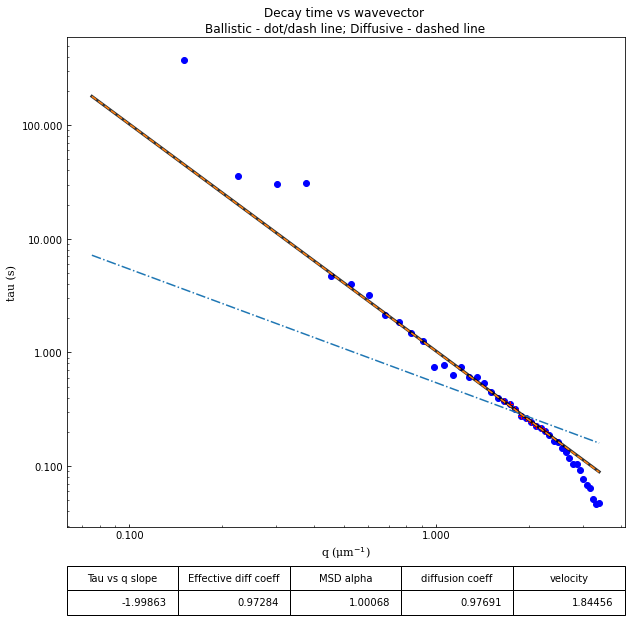 Decay time vs wavevector
Ballistic - dot/dash line; Diffusive - dashed line
100.000
10.000
1.000
0.100
tau (s)
0.100 1.000
q (μm⁻¹)
Tau vs q slope Effective diff coeff MSD alpha diffusion coeff velocity
-1.99863 0.97284 1.00068 0.97691 1.84456